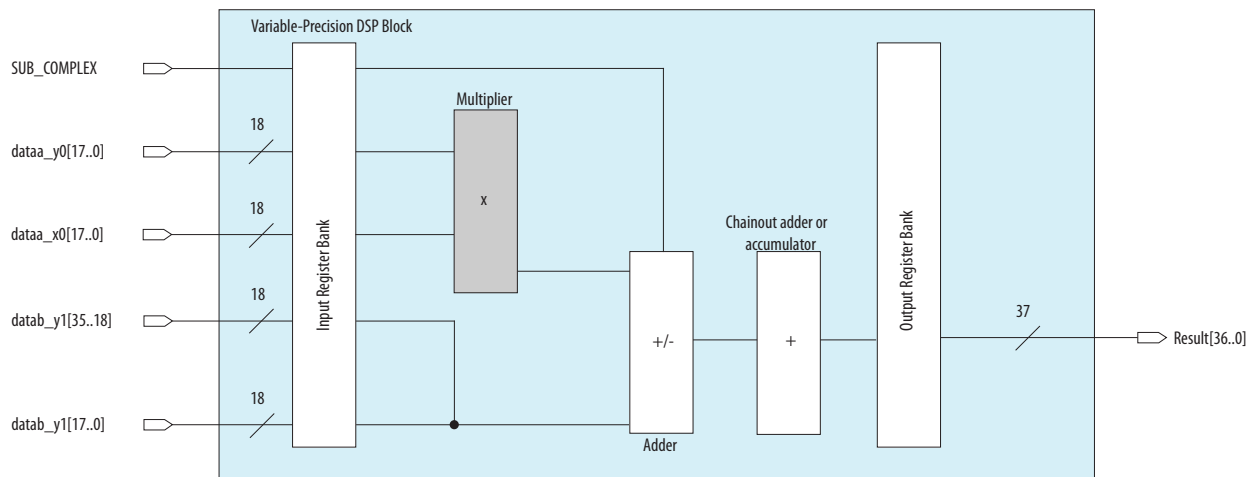 Variable-Precision DSP Block
SUB_COMPLEX
Multiplier
18
dataa_y0[17..0]
x
18
dataa_x0[17..0]
Input Register Bank
Chainout adder or
accumulator
Output Register Bank
18
datab_y1[35..18]
+/-
+
37
Result[36..0]
18
datab_y1[17..0]
Adder